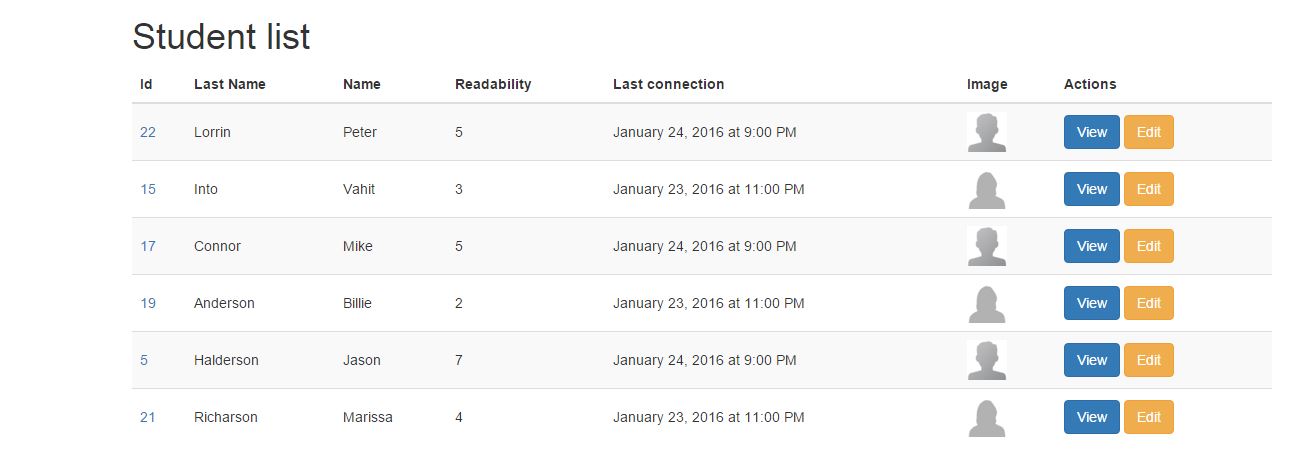 Student list
Id Last Name Name Readability Last connection Image Actions
22 Lorrin Peter 5 January 24, 2016 at 9:00 PM View Edit
15 Into Vahit 3 January 23, 2016 at 11:00 PM View Edit
17 Connor Mike 5 January 24, 2016 at 9:00 PM View Edit
19 Anderson Billie 2 January 23, 2016 at 11:00 PM View Edit
5 Halderson Jason 7 January 24, 2016 at 9:00 PM View Edit
21 Richarson Marissa 4 January 23, 2016 at 11:00 PM View Edit